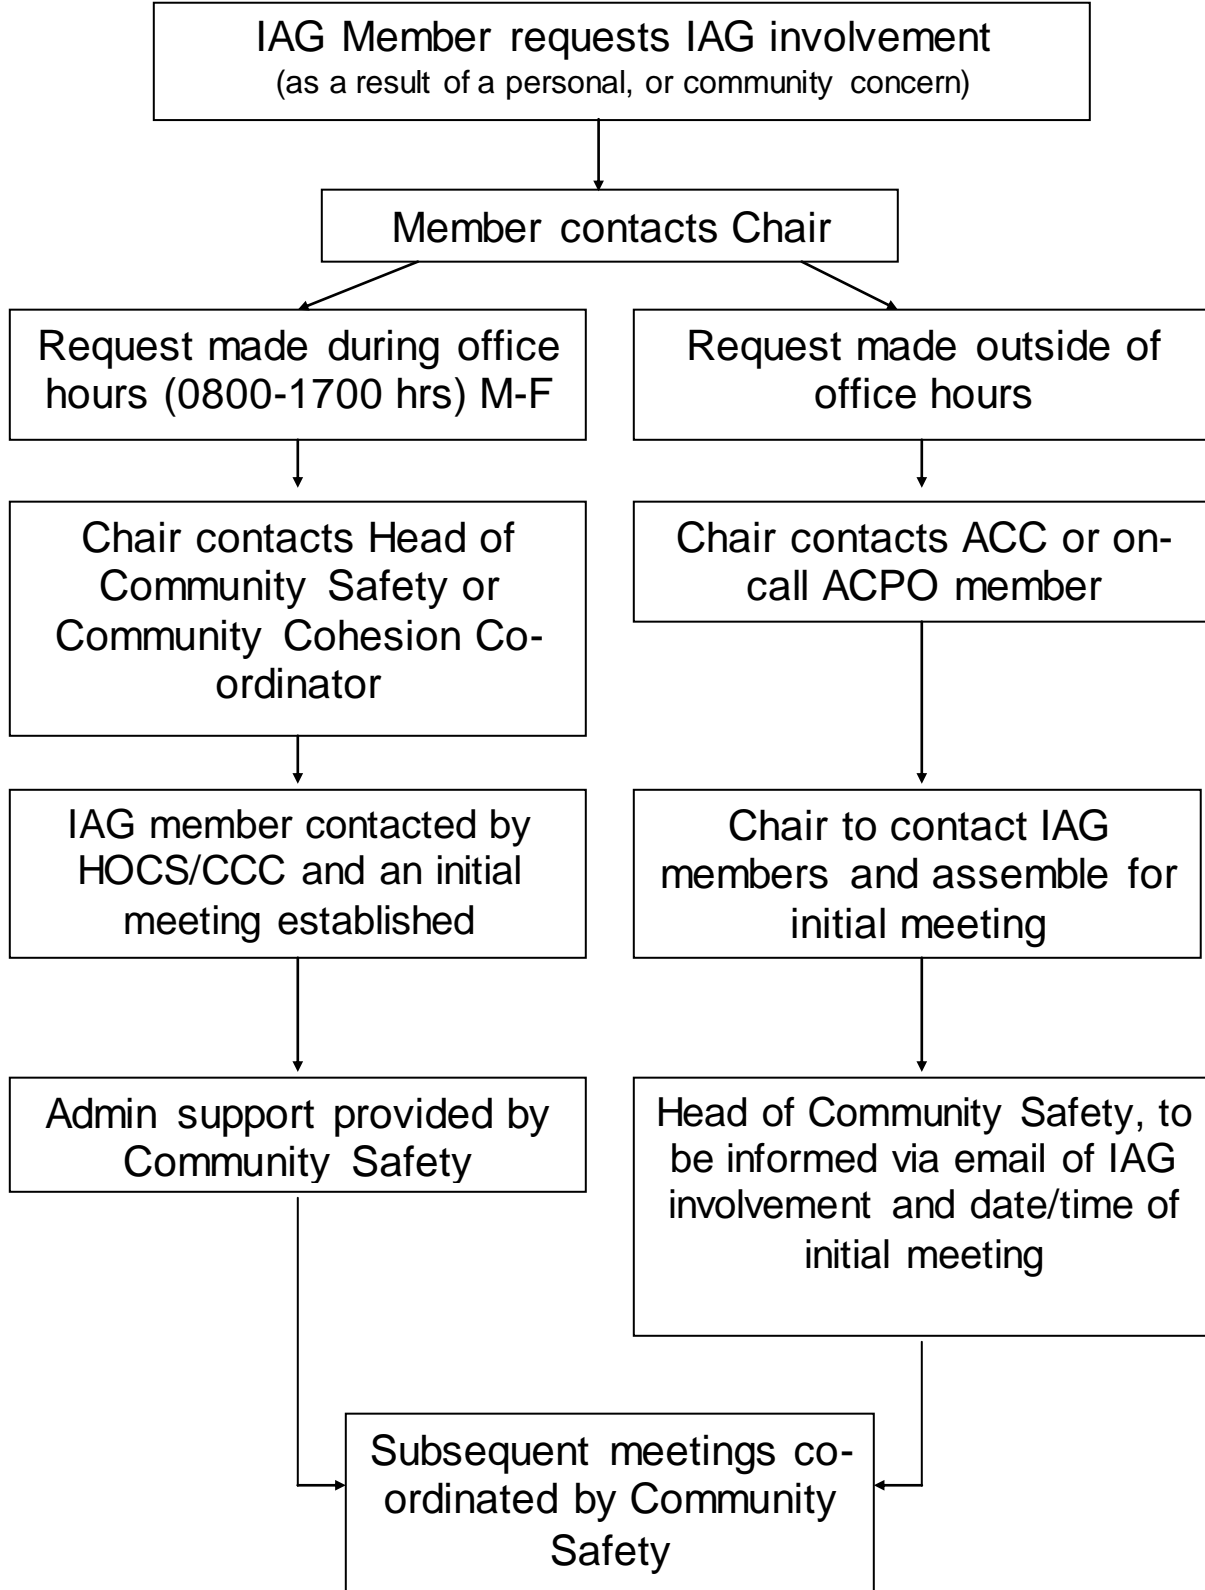 IAG Member requests IAG involvement
(as a result of a personal, or community concern)
Member contacts Chair
Request made during office
hours (0800-1700 hrs) M-F
Request made outside of
office hours
Chair contacts Head of
Community Safety or
Community Cohesion Co-
ordinator
Chair contacts ACC or on-
call ACPO member
IAG member contacted by
HOCS/CCC and an initial
meeting established
Chair to contact IAG
members and assemble for
initial meeting
Admin support provided by
Community Safety
Head of Community Safety, to
be informed via email of IAG
involvement and date/time of
initial meeting
Subsequent meetings co-
ordinated by Community
Safety